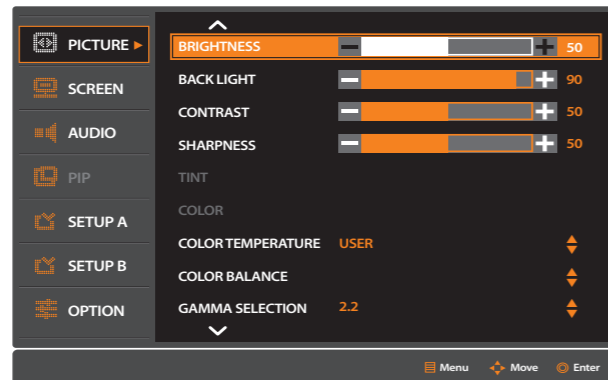 PICTURE
SCREEN
AUDIO
PIP
SETUP A
SETUP B
OPTION
BRIGHTNESS 50
BACK LIGHT 90
CONTRAST 50
SHARPNESS 50
TINT
COLOR
COLOR TEMPERATURE USER
COLOR BALANCE
GAMMA SELECTION 2.2
Menu Move Enter